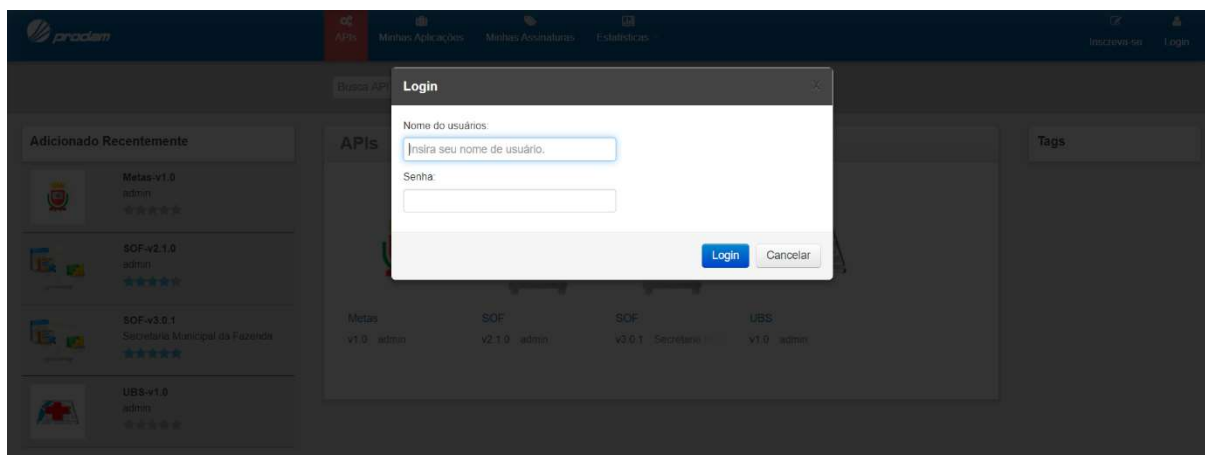 prodam
APIs
Minhas Aplicações
Minhas Assinaturas
Estatísticas
Inscreva-se
Login
Busca API
Login
X
Nome do usuários:
Insira seu nome de usuário.
Senha:
Login
Cancelar
Adicionado Recentemente
Metas-v1.0
admin
SOF-v2.1.0
admin
SOF-v3.0.1
Secretaria Municipal da Fazenda
UBS-v1.0
admin
APIs
Metas
v1.0 admin
SOF
v2.1.0 admin
SOF
v3.0.1 Secretaria
UBS
v1.0 admin
Tags